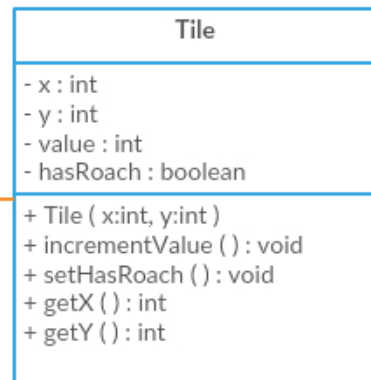 Tile
- x : int
- y : int
- value : int
- hasRoach : boolean
+ Tile ( x:int, y:int )
+ incrementValue ( ) : void
+ setHasRoach ( ) : void
+ getX ( ) : int
+ getY ( ) : int